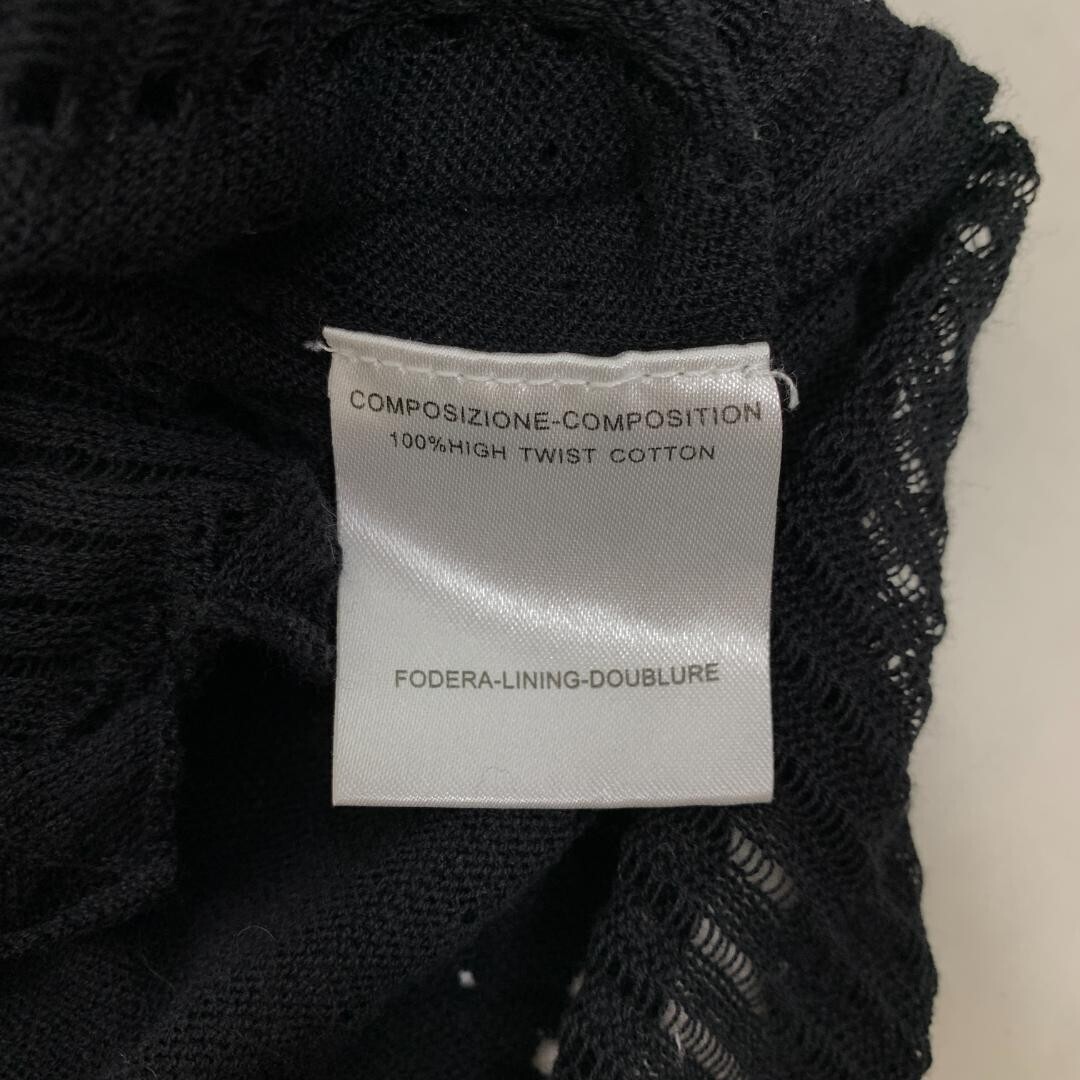 COMPOSIZIONE-COMPOSITION
100%HIGH TWIST COTTON
FODERA-LINING-DOUBLURE